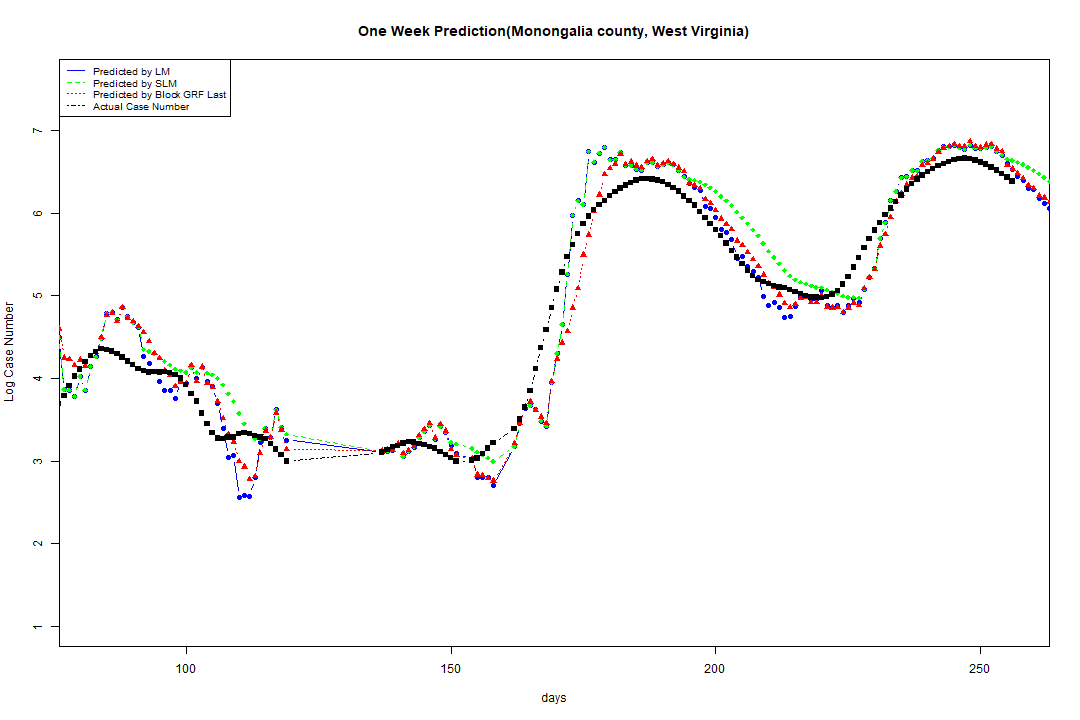 One Week Prediction(Monongalia county, West Virginia)
Predicted by LM
Predicted by SLM
Predicted by Block GRF Last
Actual Case Number
7
6
5
4
3
2
1
Log Case Number
100 150 200 250
days